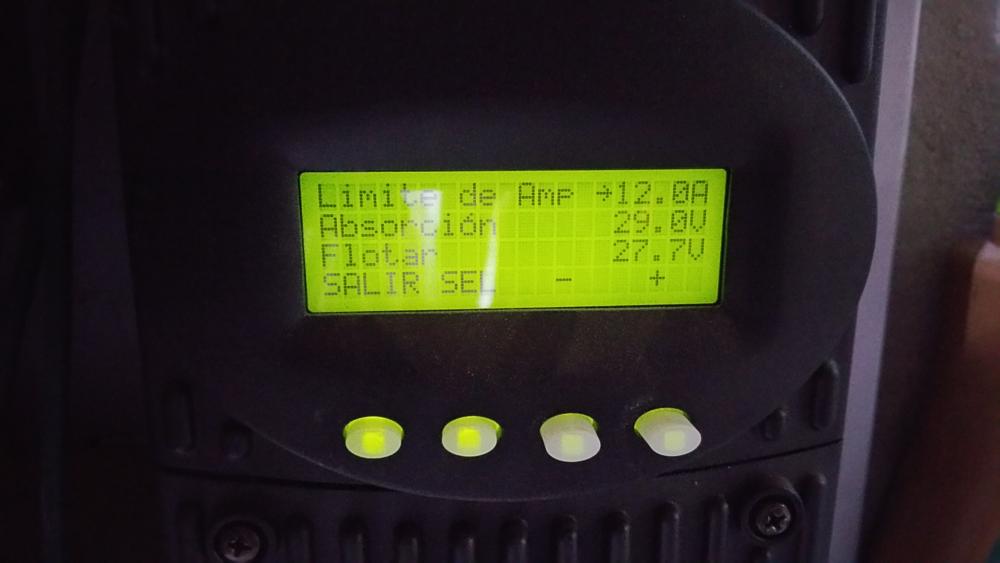 Limite de Amp →12.0A
Absorción 29.0V
Flotar 27.7V
SALIR SEL - +